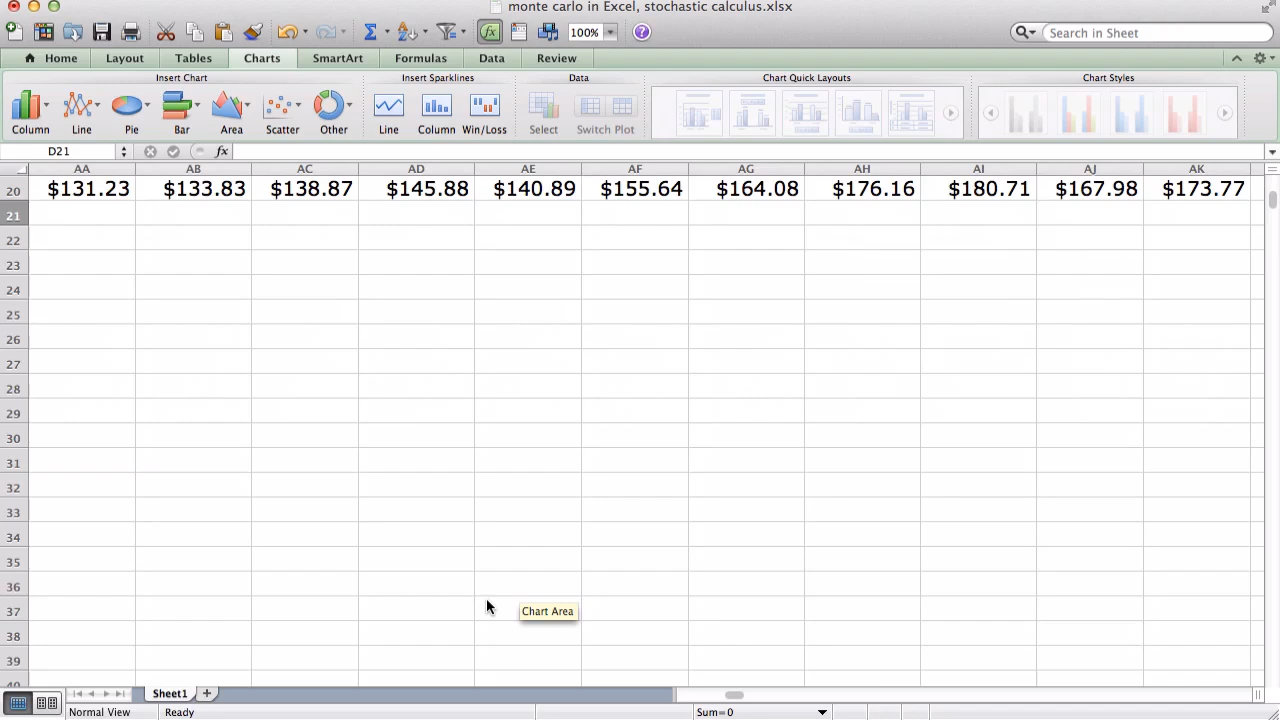 monte carlo in Excel, stochastic calculus.xlsx
100%
Search in Sheet
Home Layout Tables Charts SmartArt Formulas Data Review
Insert Chart Insert Sparklines Data Chart Quick Layouts Chart Styles
Column Line Pie Bar Area Scatter Other Line Column Win/Loss Select Switch Plot
D21 fx
AA AB AC AD AE AF AG AH AI AJ AK
20 $131.23 $133.83 $138.87 $145.88 $140.89 $155.64 $164.08 $176.16 $180.71 $167.98 $173.77
21
22
23
24
25
26
27
28
29
30
31
32
33
34
35
36
37
Chart Area
38
39
40
Sheet1
Normal View Ready Sum=0